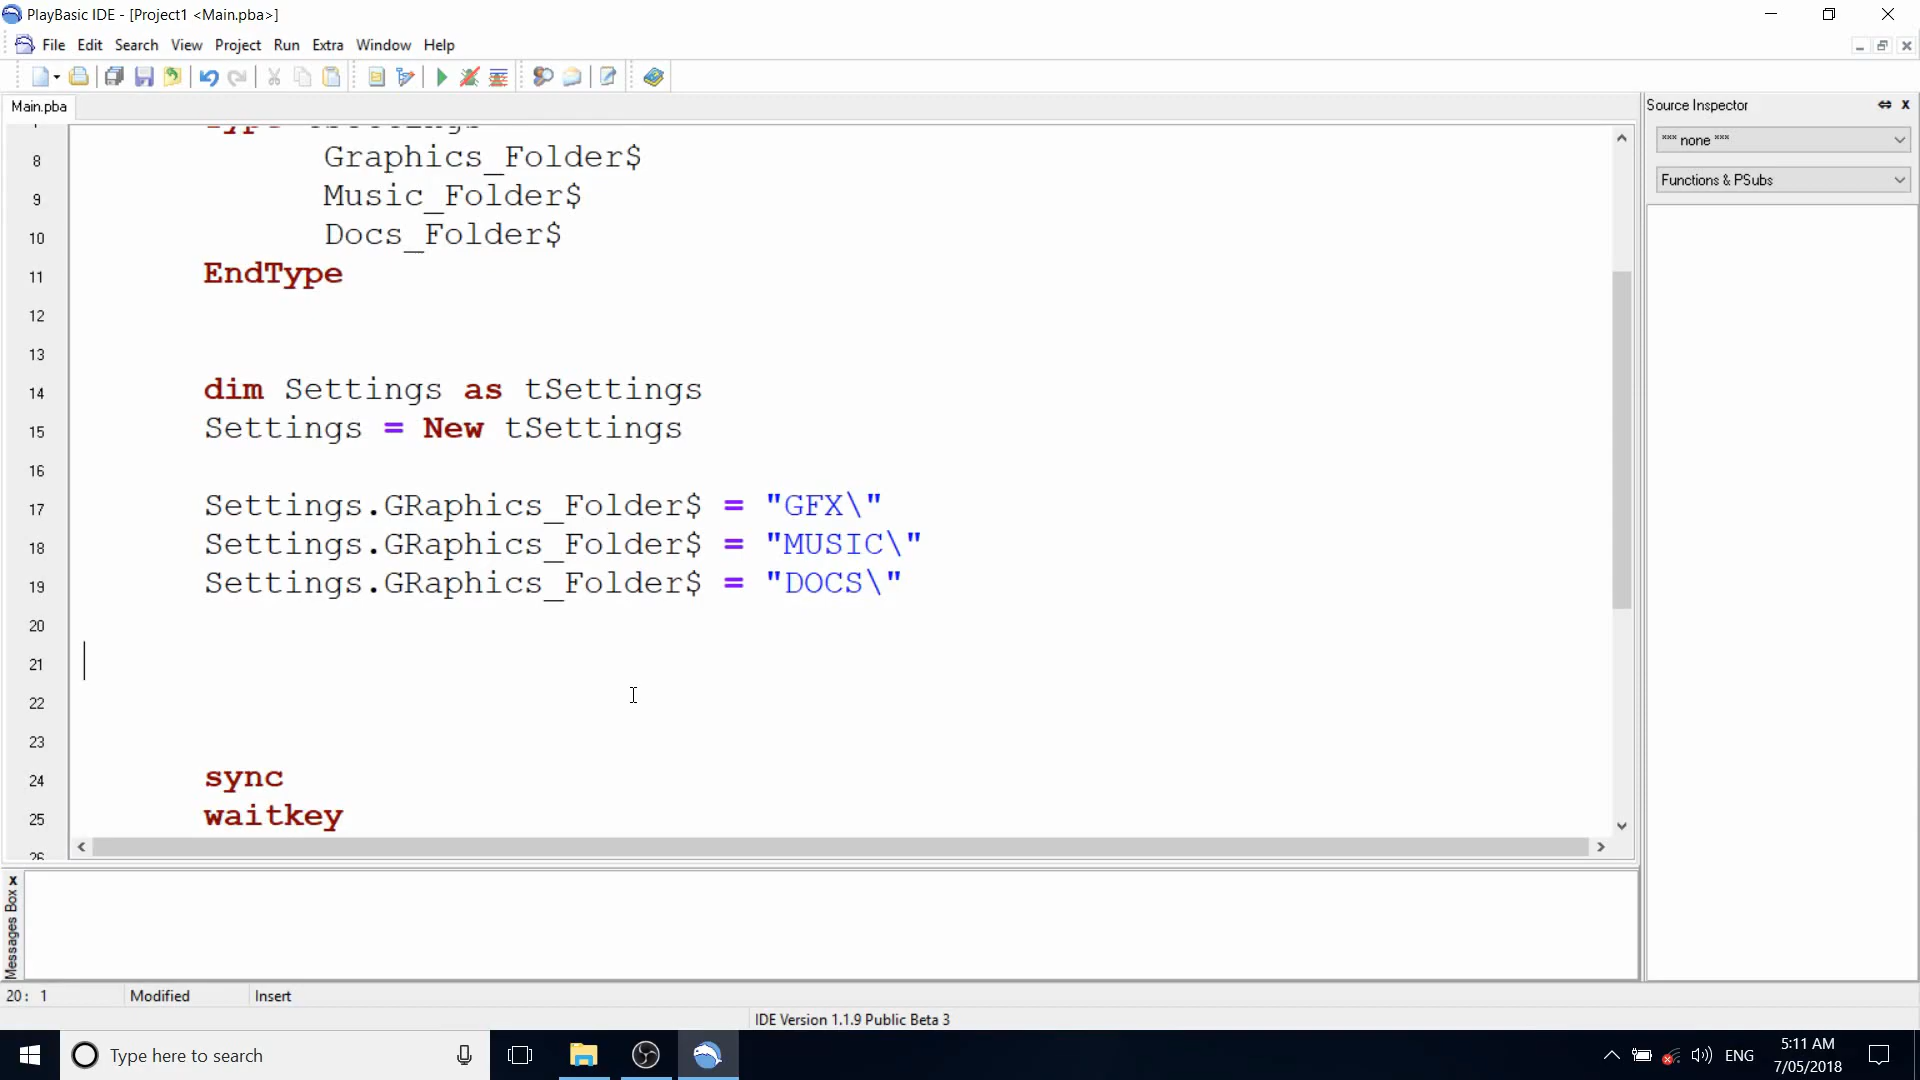 PlayBasic IDE - [Project1 <Main.pba>]
File Edit Search View Project Run Extra Window Help
Main.pba
Source Inspector
*** none ***
Functions & PSubs
Type tSettings
8 Graphics_Folder$
9 Music_Folder$
10 Docs_Folder$
11 EndType
12
13
14 dim Settings as tSettings
15 Settings = New tSettings
16
17 Settings.GRaphics_Folder$ = "GFX\"
18 Settings.GRaphics_Folder$ = "MUSIC\"
19 Settings.GRaphics_Folder$ = "DOCS\"
20
21
22
23
24 sync
25 waitkey
26
Messages Box
20: 1 Modified Insert
IDE Version 1.1.9 Public Beta 3
Type here to search
ENG
5:11 AM
7/05/2018